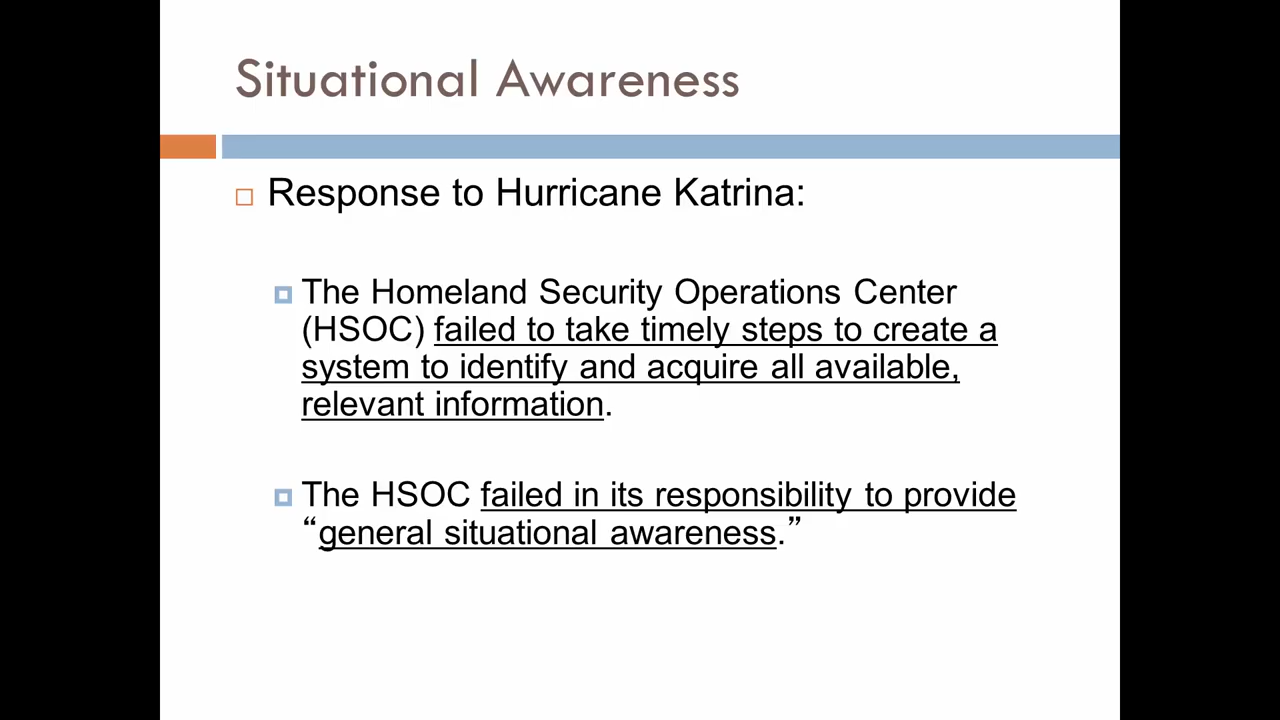 Situational Awareness
Response to Hurricane Katrina:
The Homeland Security Operations Center
(HSOC) failed to take timely steps to create a
system to identify and acquire all available,
relevant information.
The HSOC failed in its responsibility to provide
“general situational awareness.”